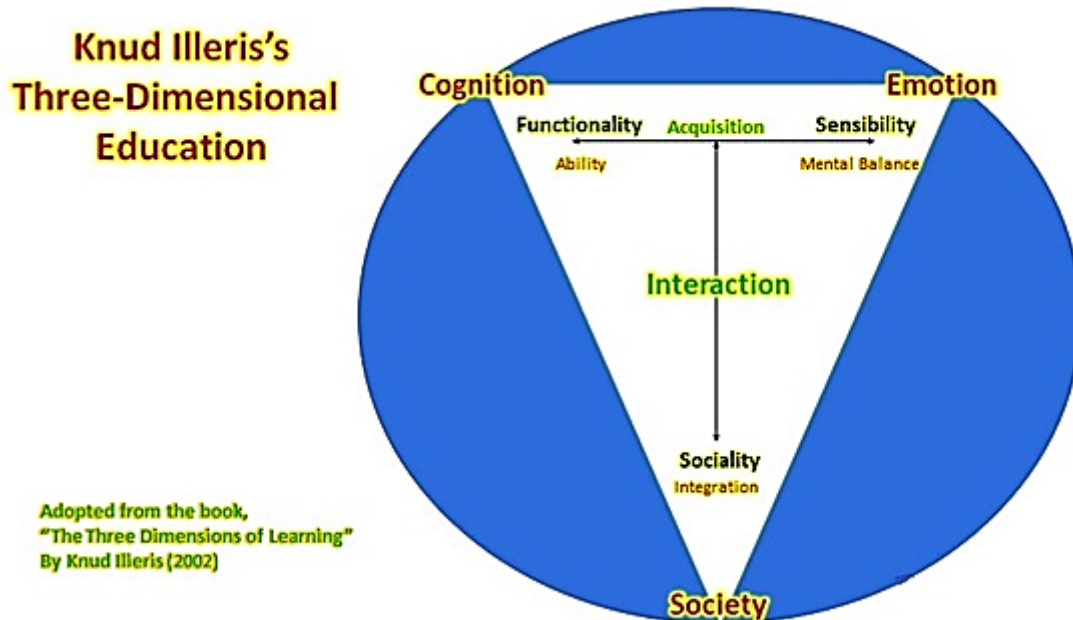 Knud Illeris's
Three-Dimensional
Education
Cognition
Emotion
Functionality
Acquisition
Sensibility
Ability
Mental Balance
Interaction
Sociality
Integration
Adopted from the book,
"The Three Dimensions of Learning"
By Knud Illeris (2002)
Society